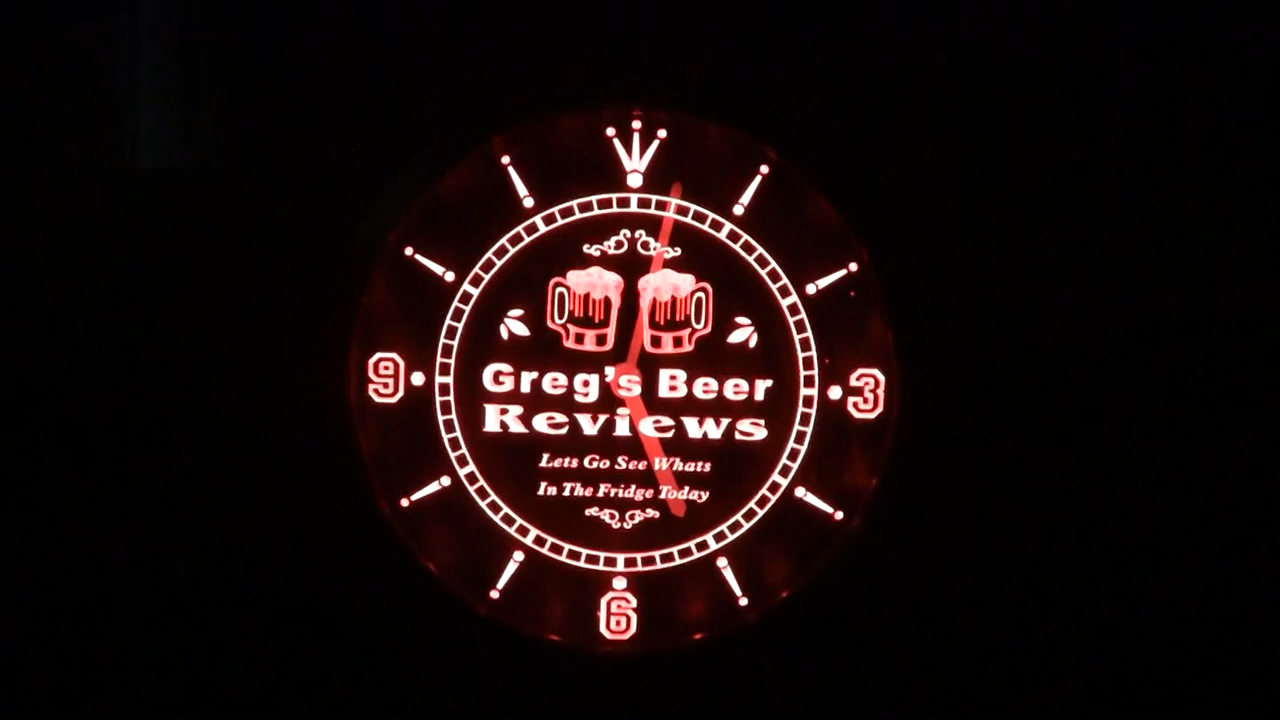 9
3
Greg's Beer
Reviews
Lets Go See Whats
In The Fridge Today
6